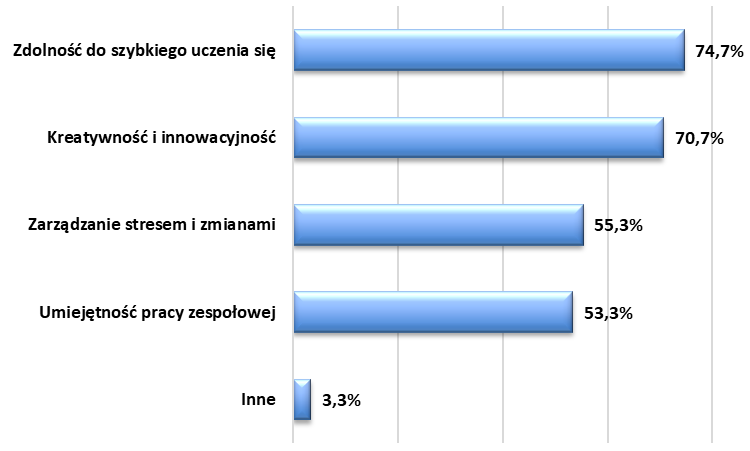 Zdolność do szybkiego uczenia się 74,7%
Kreatywność i innowacyjność 70,7%
Zarządzanie stresem i zmianami 55,3%
Umiejętność pracy zespołowej 53,3%
Inne 3,3%